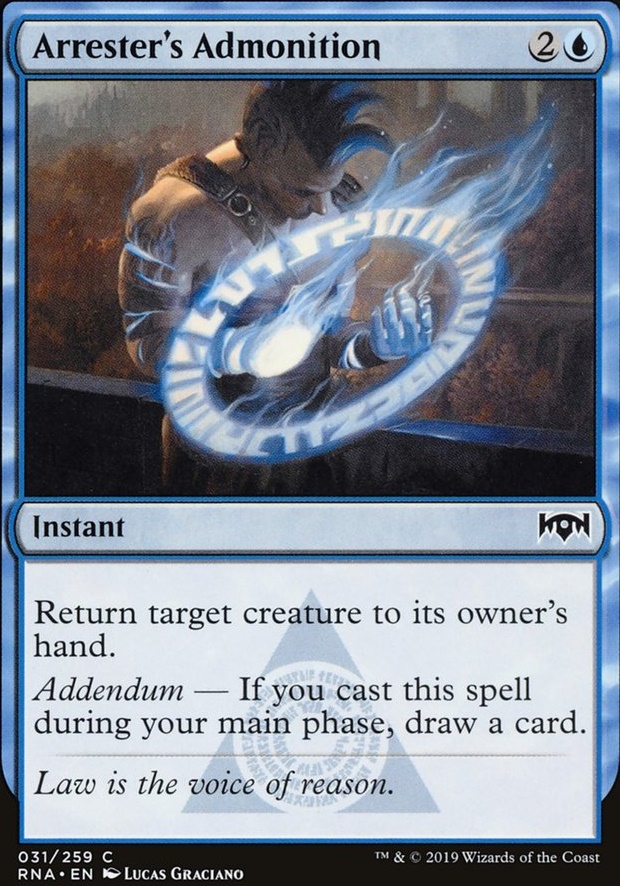 Arrester's Admonition 2
Instant
Return target creature to its owner's
hand.
Addendum — If you cast this spell
during your main phase, draw a card.
Law is the voice of reason.
031/259 C
RNA • EN Lucas Graciano
™ & © 2019 Wizards of the Coast